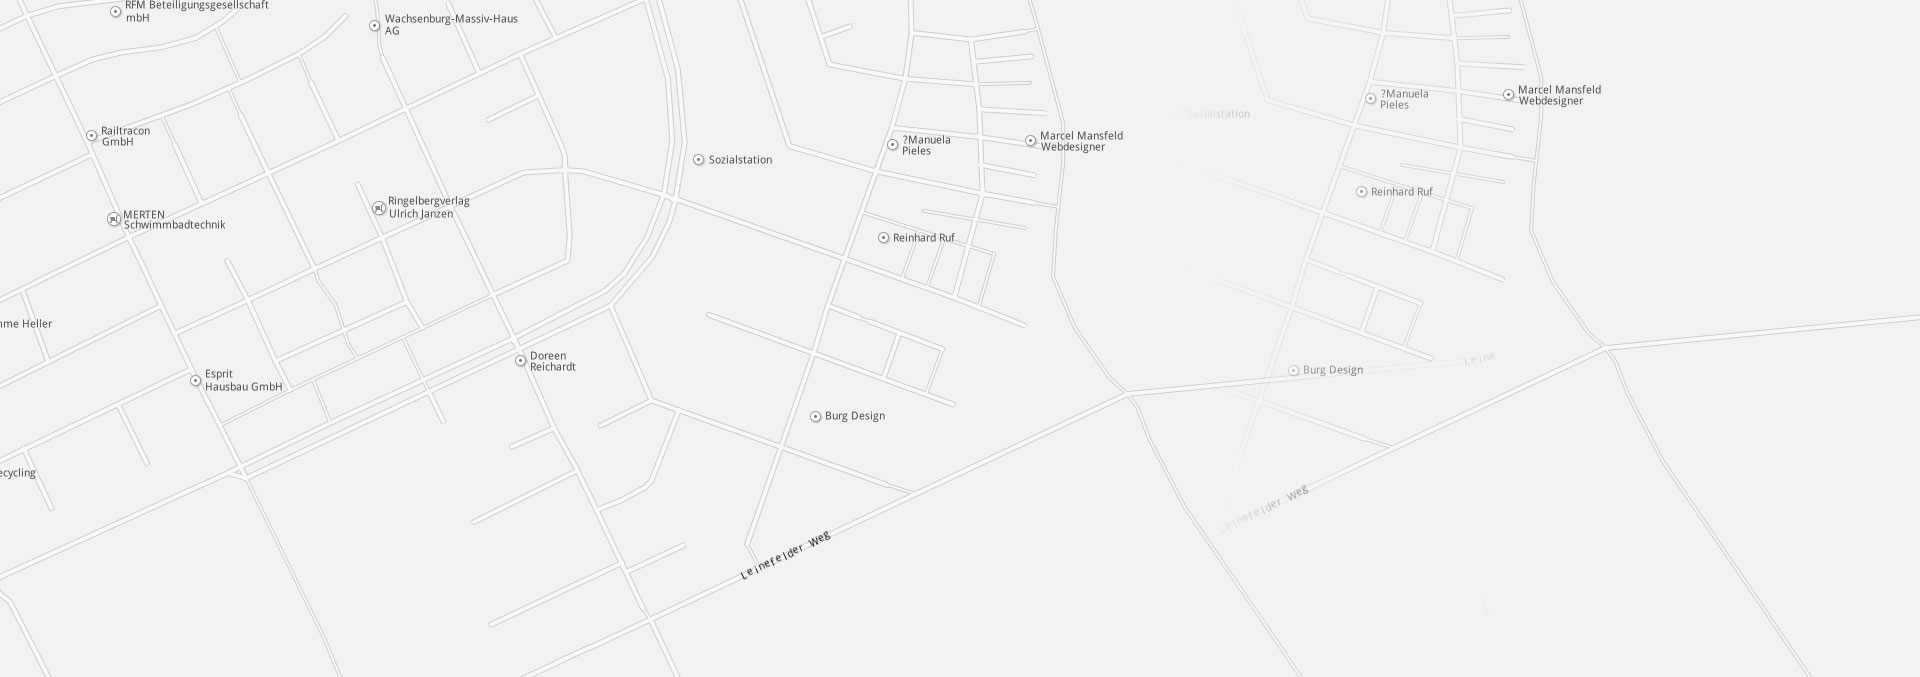 RFM Beteiligungsgesellschaft
mbH
Wachsenburg-Massiv-Haus
AG
Marcel Mansfeld
Webdesigner
?Manuela
Pieles
Sozialstation
Railtracon
GmbH
Marcel Mansfeld
Webdesigner
?Manuela
Pieles
Sozialstation
Reinhard Ruf
Ringelbergverlag
Ulrich Janzen
MERTEN
Schwimmbadtechnik
Reinhard Ruf
Heller
Doreen
Reichardt
Leine
Burg Design
Esprit
Hausbau GmbH
Burg Design
Leinefelder Weg
Leinefelder Weg